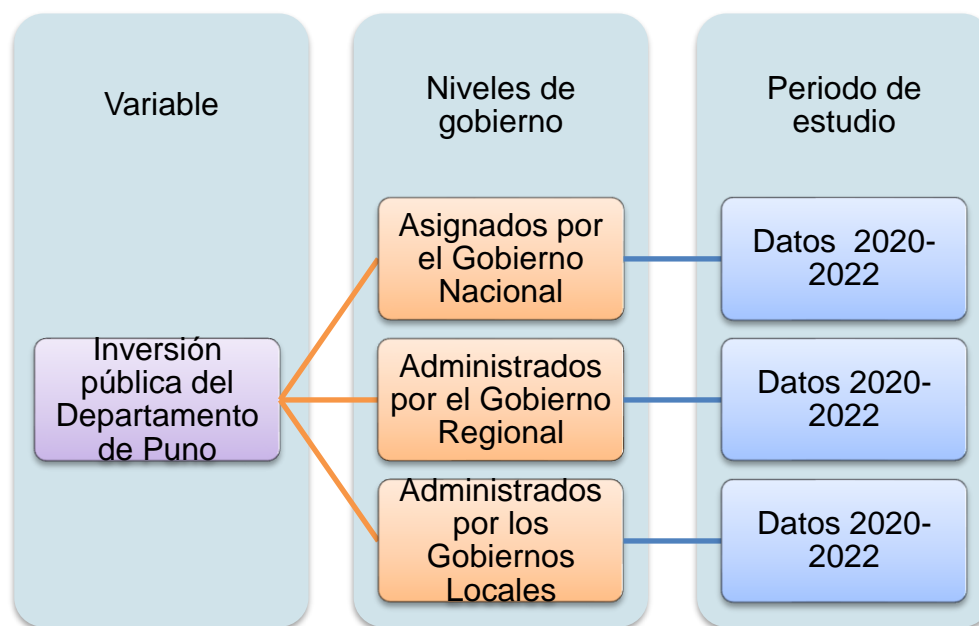 Variable
Niveles de
gobierno
Periodo de
estudio
Inversión
pública del
Departamento
de Puno
Asignados por
el Gobierno
Nacional
Datos 2020-
2022
Administrados
por el Gobierno
Regional
Datos 2020-
2022
Administrados
por los
Gobiernos
Locales
Datos 2020-
2022